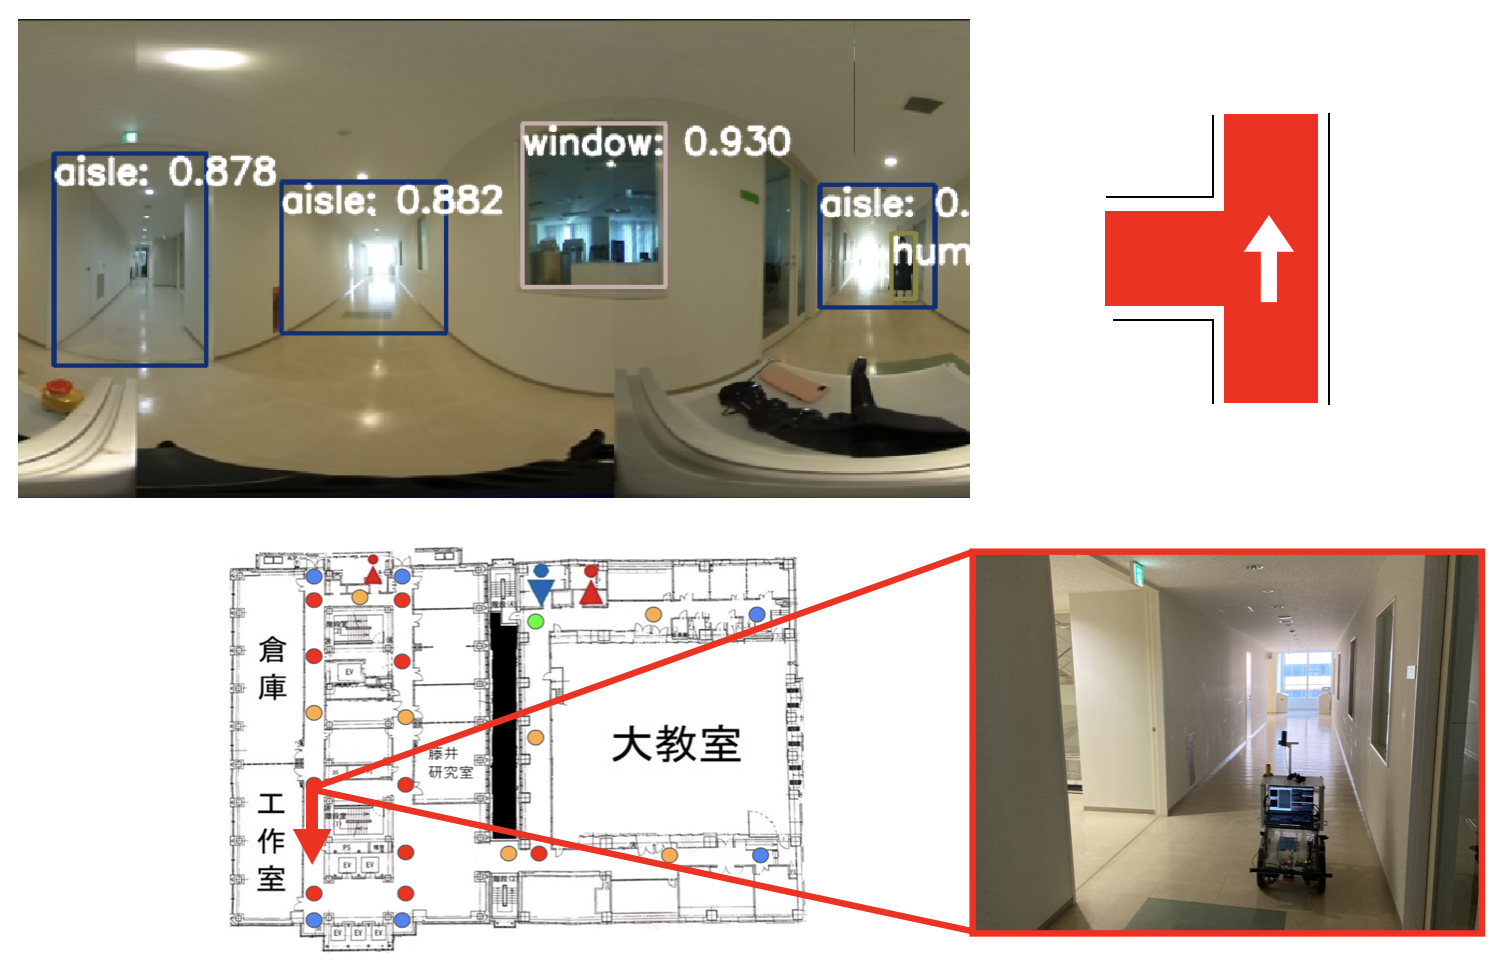 aisle: 0.878
aisle: 0.882
window: 0.930
aisle: 0.
hum
倉
庫
工
作
室
EV
藤井
研究室
大教室
PS
EV
EV
EV
EV
EV